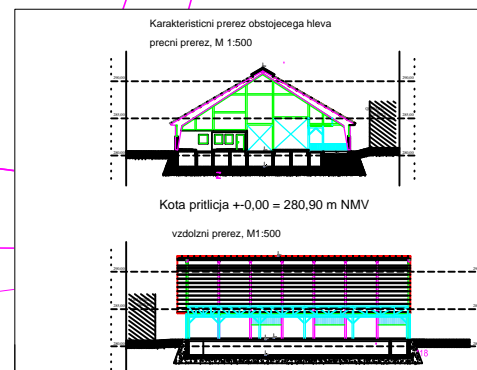 Karakteristicni prerez obstojecega hleva
precni prerez, M 1:500
Kota pritlicja +-0,00 = 280,90 m NMV
vzdolzni prerez, M1:500